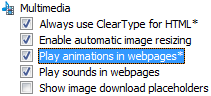 Multimedia
Always use ClearType for HTML*
Enable automatic image resizing
Play animations in webpages*
Play sounds in webpages
Show image download placeholders